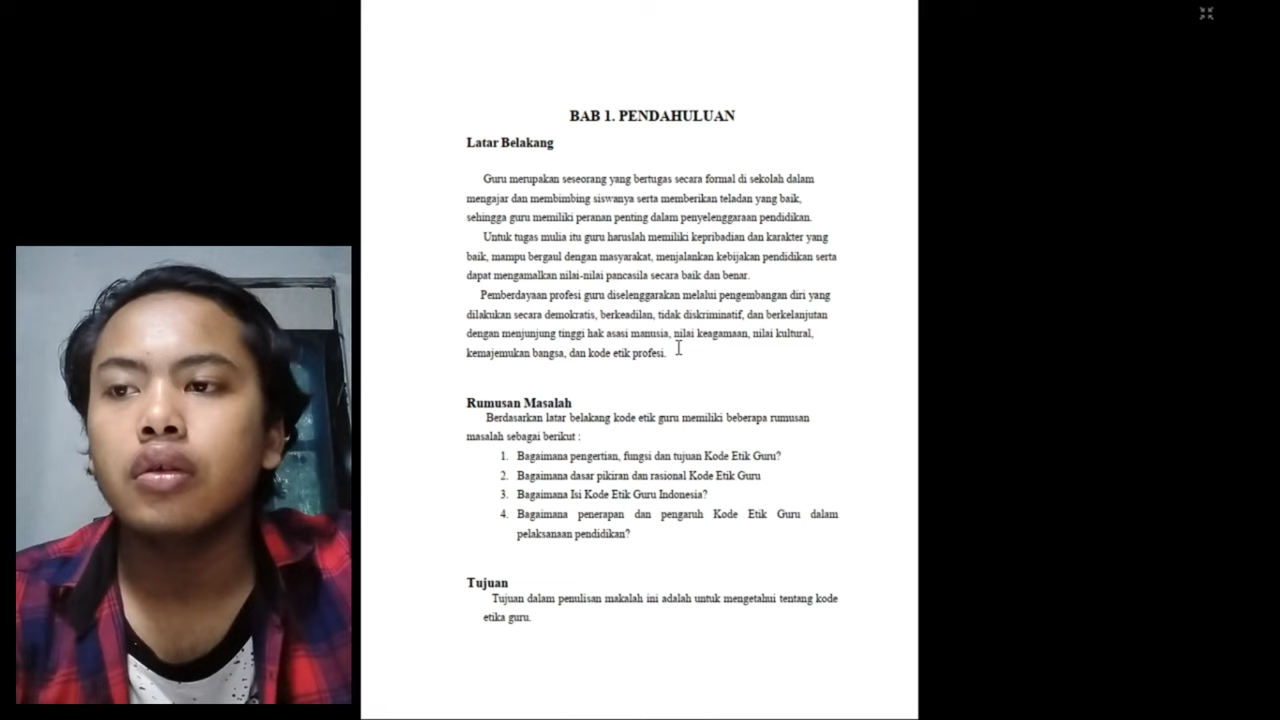 BAB 1. PENDAHULUAN
Latar Belakang
Guru merupakan seseorang yang bertugas secara formal di sekolah dalam
mengajar dan membimbing siswanya serta memberikan teladan yang baik,
sehingga guru memiliki peranan penting dalam penyelenggaraan pendidikan.
Untuk tugas mulia itu guru haruslah memiliki kepribadian dan karakter yang
baik, mampu bergaul dengan masyarakat, menjalankan kebijakan pendidikan serta
dapat mengamalkan nilai-nilai pancasila secara baik dan benar.
Pemberdayaan profesi guru diselenggarakan melalui pengembangan diri yang
dilakukan secara demokratis, berkeadilan, tidak diskriminatif, dan berkelanjutan
dengan menjunjung tinggi hak asasi manusia, nilai keagamaan, nilai kultural,
kemajemukan bangsa, dan kode etik profesi.
Rumusan Masalah
Berdasarkan latar belakang kode etik guru memiliki beberapa rumusan
masalah sebagai berikut :
1. Bagaimana pengertian, fungsi dan tujuan Kode Etik Guru?
2. Bagaimana dasar pikiran dan rasional Kode Etik Guru
3. Bagaimana Isi Kode Etik Guru Indonesia?
4. Bagaimana penerapan dan pengaruh Kode Etik Guru dalam
pelaksanaan pendidikan?
Tujuan
Tujuan dalam penulisan makalah ini adalah untuk mengetahui tentang kode
etika guru.